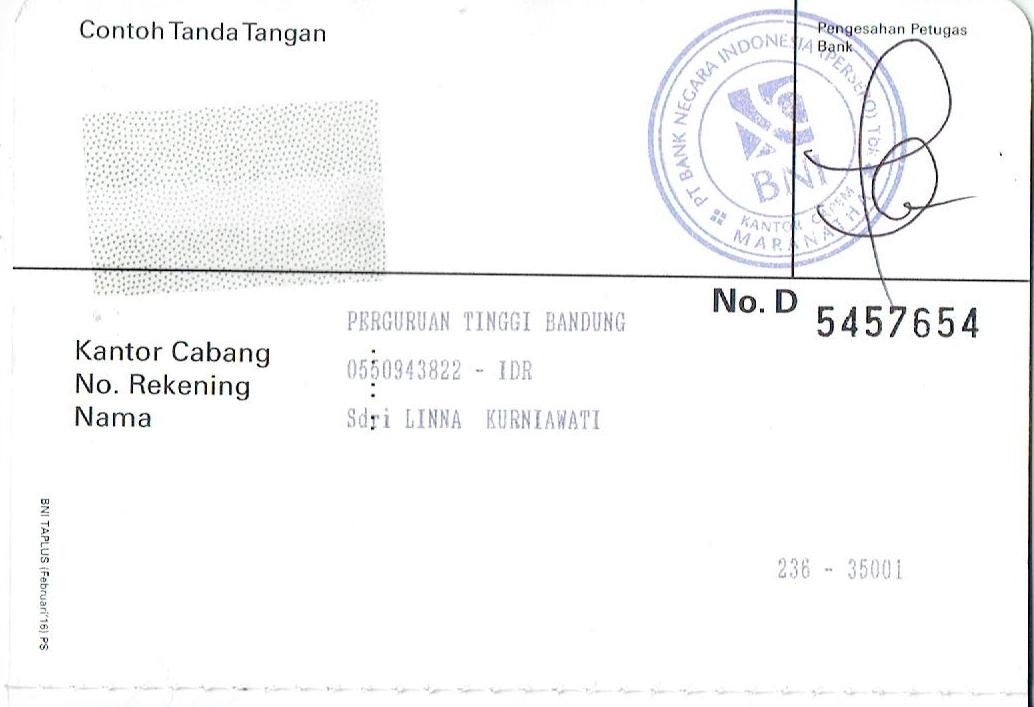 Contoh Tanda Tangan
Pengesahan Petugas
Bank
PT BANK NEGARA INDONESIA (PERSERO) Tbk
BNI
KANTOR CAPEM
MARANATHA
No. D 5457654
PERGURUAN TINGGI BANDUNG
Kantor Cabang :
0550943822 - IDR
No. Rekening :
Nama :
Sdri LINNA KURNIAWATI
236 - 35001
BNI TAPLUS (Februari'16) PS